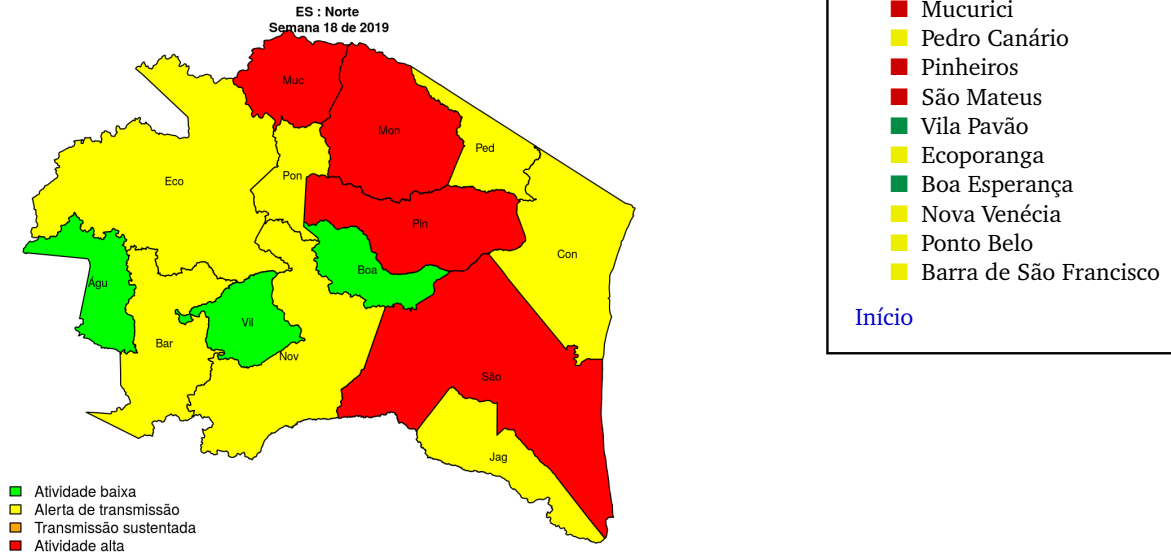 ES : Norte
Semana 18 de 2019
Muc
Mon
Ped
Eco
Pon
Pin
Con
Boa
Águ
Vil
Bar
Nov
São
Jag
Atividade baixa
Alerta de transmissão
Transmissão sustentada
Atividade alta
Mucurici
Pedro Canário
Pinheiros
São Mateus
Vila Pavão
Ecoporanga
Boa Esperança
Nova Venécia
Ponto Belo
Barra de São Francisco
Início